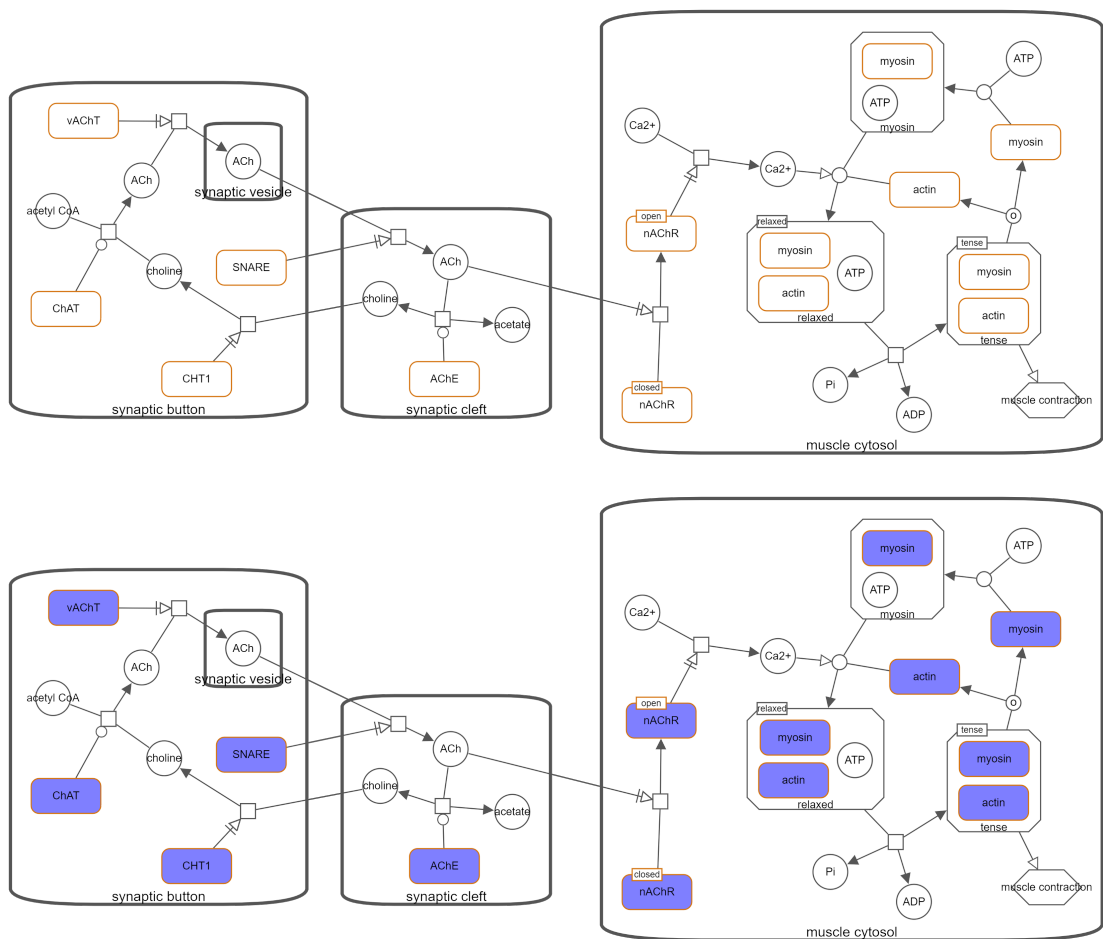 myosin
ATP
ATP
myosin
vAChT
Ca2+
myosin
ACh
synaptic vesicle
ACh
Ca2+
actin
acetyl CoA
open
nAChR
relaxed
o
tense
myosin
myosin
ATP
actin
relaxed
actin
tense
SNARE
choline
ACh
choline
acetate
ChAT
CHT1
AChE
closed
nAChR
Pi
ADP
muscle contraction
synaptic button
synaptic cleft
muscle cytosol
myosin
ATP
ATP
myosin
vAChT
Ca2+
myosin
ACh
synaptic vesicle
ACh
Ca2+
actin
acetyl CoA
open
nAChR
relaxed
o
tense
myosin
myosin
ATP
actin
relaxed
actin
tense
SNARE
choline
ACh
choline
acetate
ChAT
CHT1
AChE
closed
nAChR
Pi
ADP
muscle contraction
synaptic button
synaptic cleft
muscle cytosol